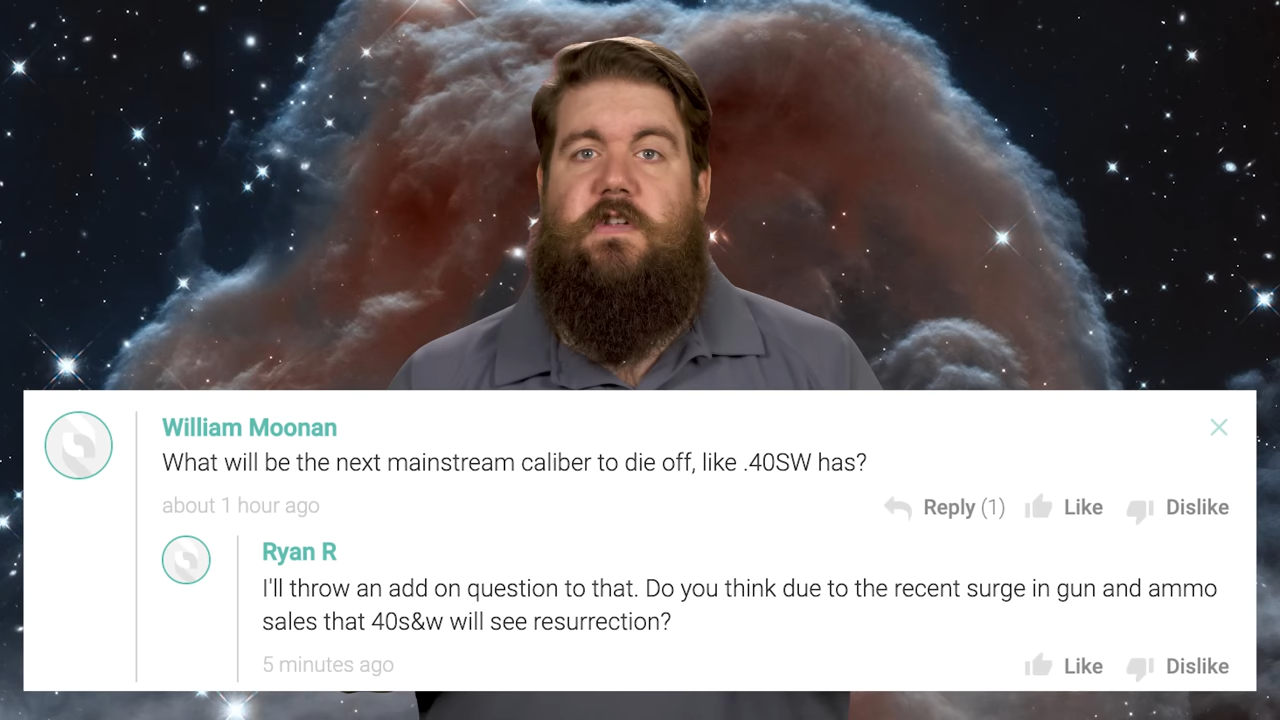 William Moonan
What will be the next mainstream caliber to die off, like .40SW has?
about 1 hour ago
Reply (1) Like Dislike
Ryan R
I'll throw an add on question to that. Do you think due to the recent surge in gun and ammo
sales that 40s&w will see resurrection?
5 minutes ago
Like Dislike